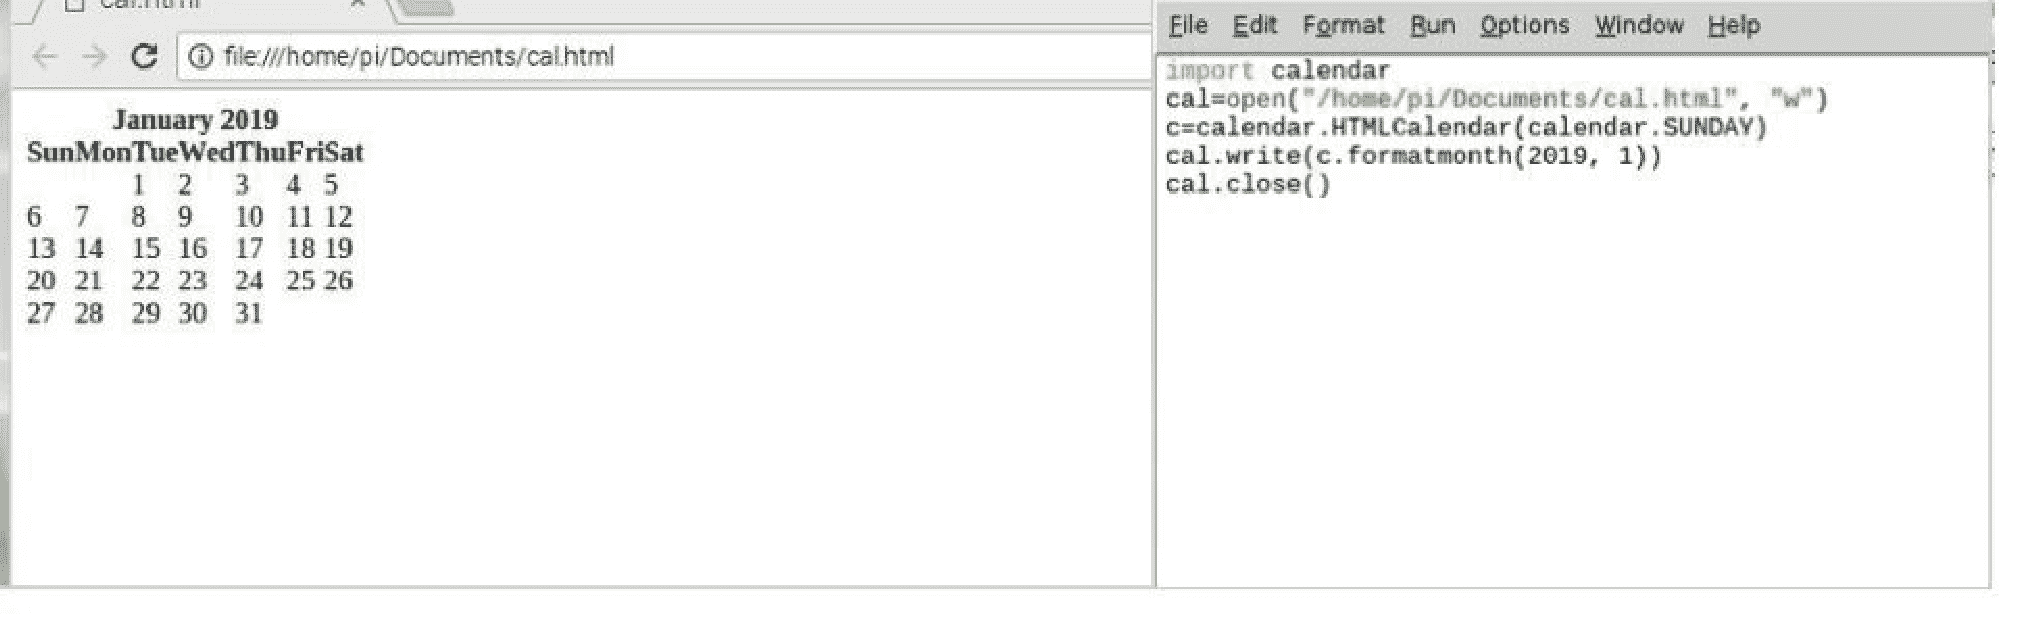 cal.html
file:///home/pi/Documents/cal.html
January 2019
SunMonTueWedThuFriSat
1 2 3 4 5
6 7 8 9 10 11 12
13 14 15 16 17 18 19
20 21 22 23 24 25 26
27 28 29 30 31
File Edit Format Run Options Window Help
import calendar
cal=open("/home/pi/Documents/cal.html", "w")
c=calendar.HTMLCalendar(calendar.SUNDAY)
cal.write(c.formatmonth(2019, 1))
cal.close()